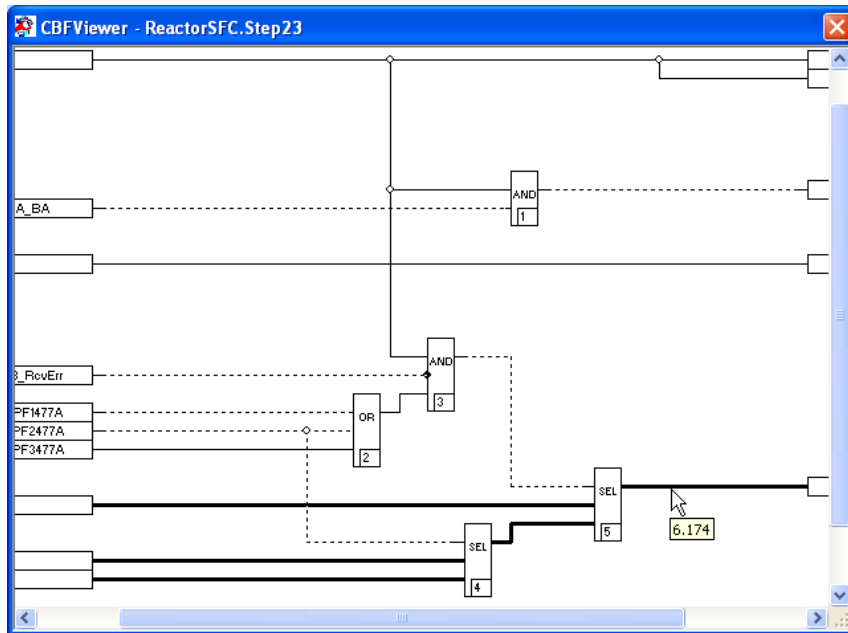 CBFViewer - ReactorSFC.Step23
AND
1
A_BA
AND
3
3_RcvErr
PF1477A
OR
PF2477A
2
PF3477A
SEL
5
6.174
SEL
4